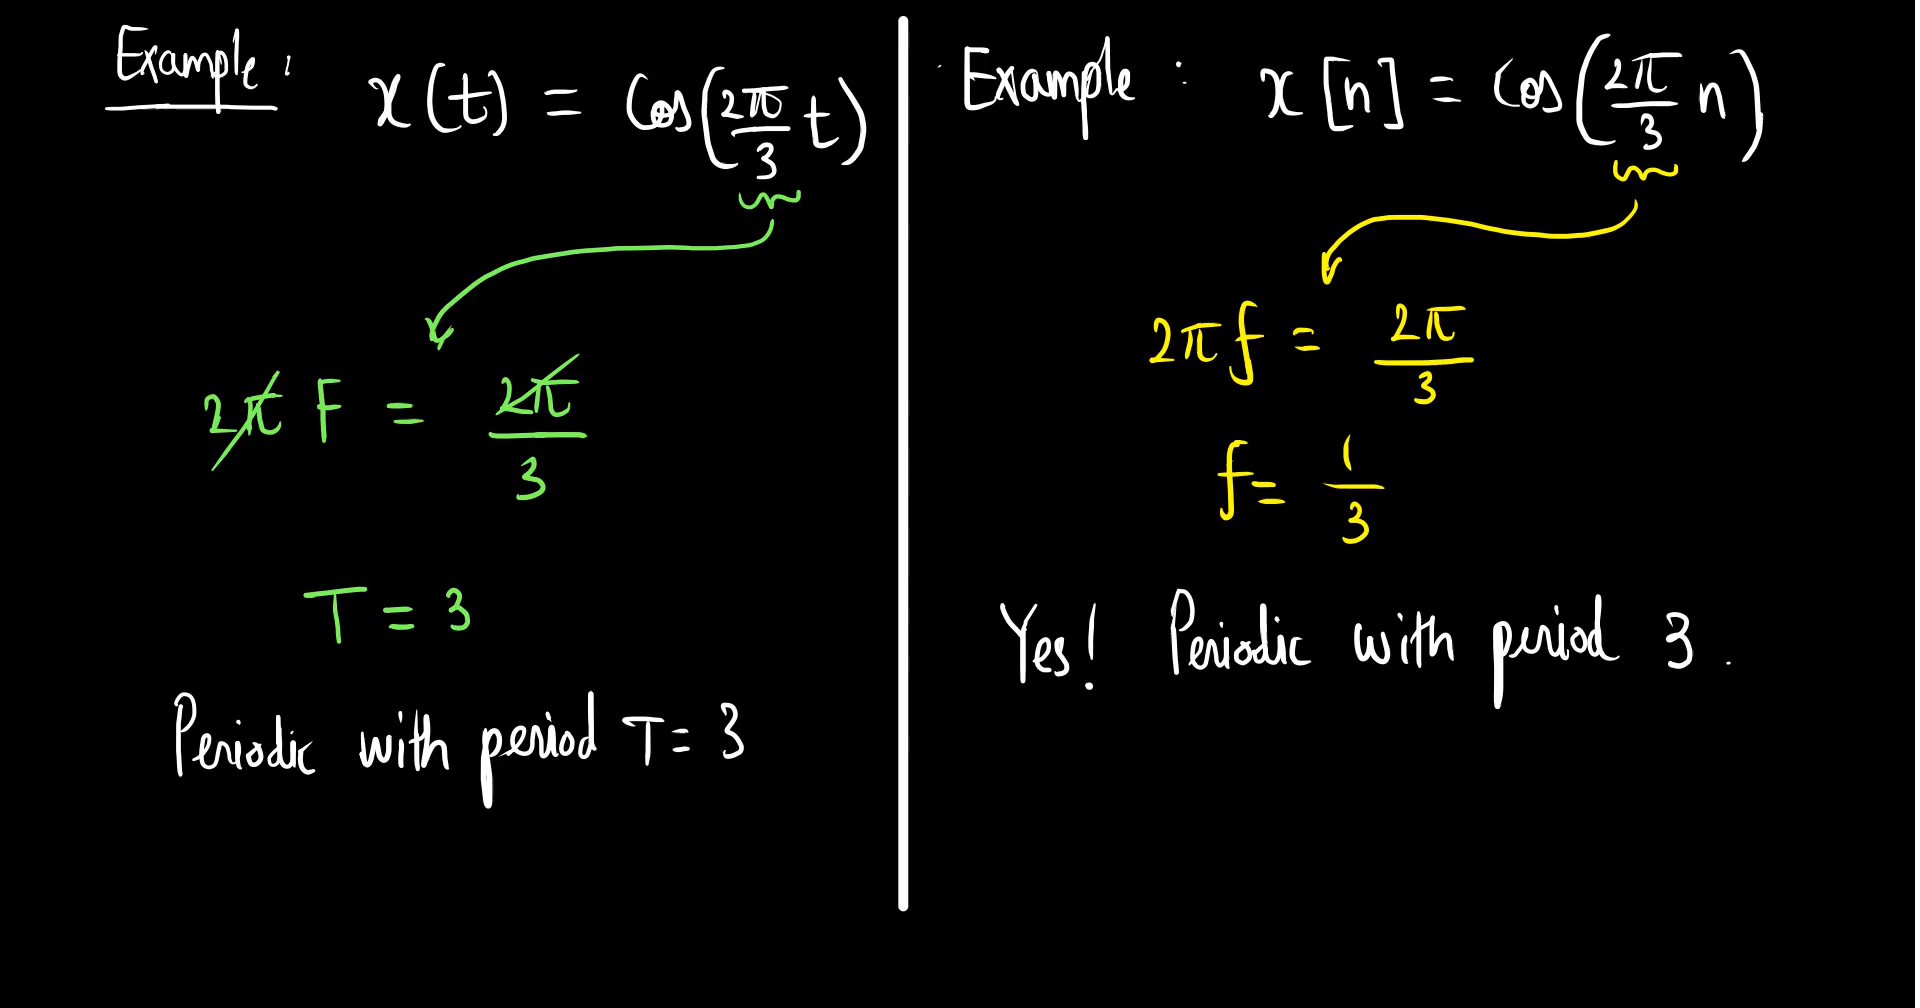 Example: x(t) = Cos(2π/3 t)
2π F = 2π/3
T = 3
Periodic with period T = 3
Example : x[n] = Cos(2π/3 n)
2π f = 2π/3
f = 1/3
Yes! Periodic with period 3.